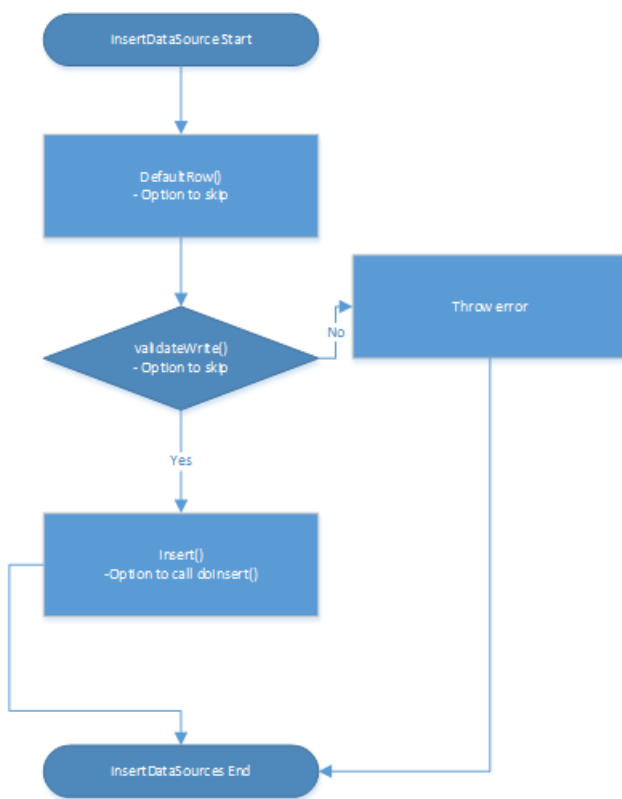 InsertDataSource Start
DefaultRow()
- Option to skip
Throw error
No
validateWrite()
- Option to skip
Yes
Insert()
-Option to call doInsert()
InsertDataSources End